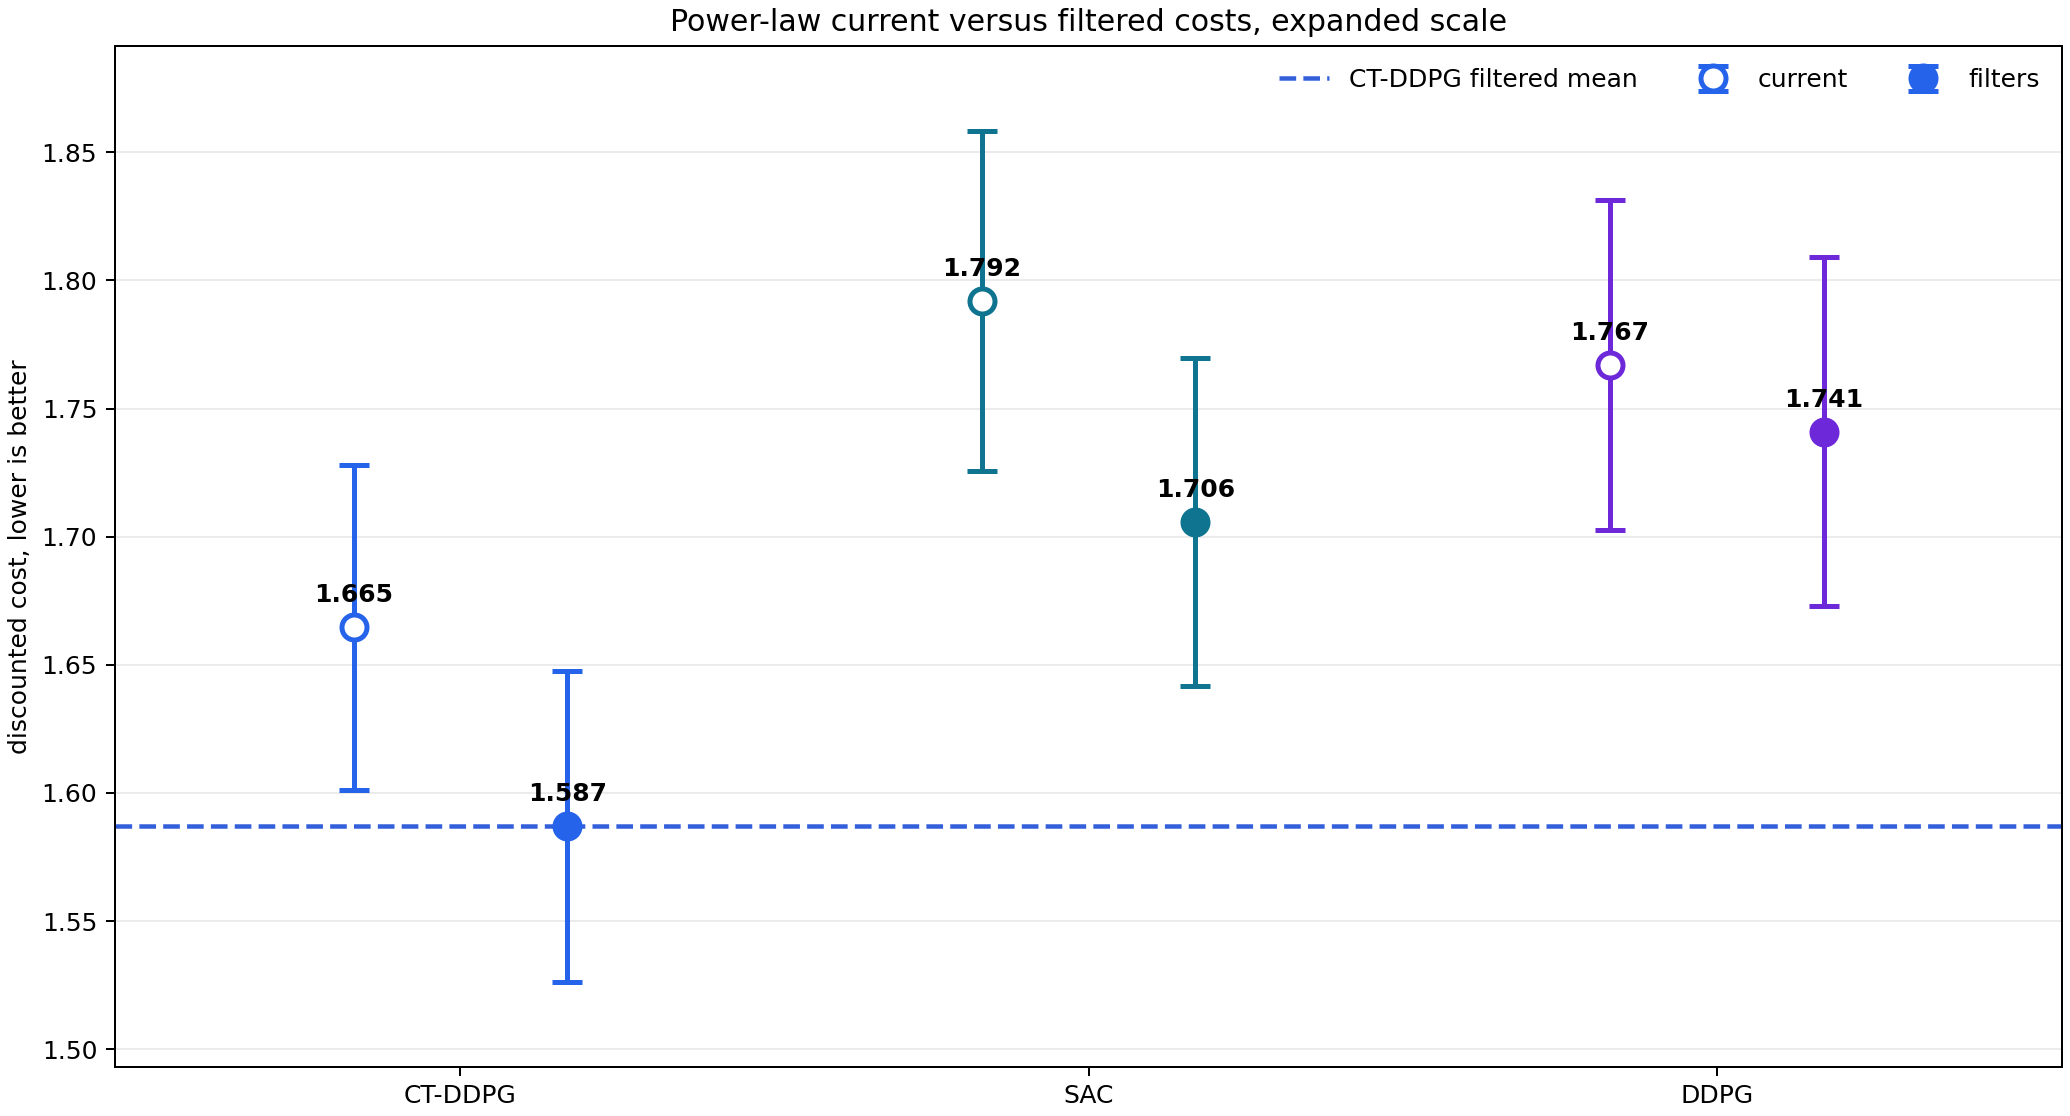 Power-law current versus filtered costs, expanded scale
CT-DDPG filtered mean
current
filters
discounted cost, lower is better
1.85
1.80
1.75
1.70
1.65
1.60
1.55
1.50
1.665
1.587
1.792
1.706
1.767
1.741
CT-DDPG
SAC
DDPG